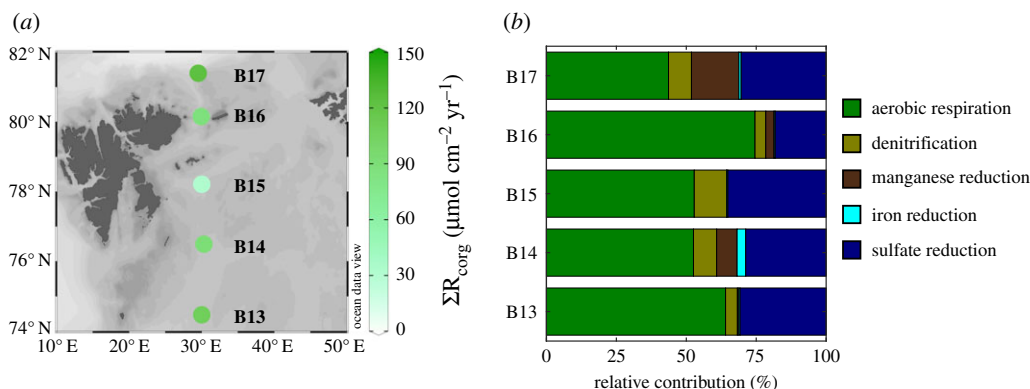 (a)
82° N
80° N
78° N
76° N
74° N
10° E
20° E
30° E
40° E
50° E
B17
B16
B15
B14
B13
ocean data view
150
120
90
60
30
0
ΣR_corg (µmol cm⁻² yr⁻¹)
(b)
B17
B16
B15
B14
B13
0
25
50
75
100
relative contribution (%)
aerobic respiration
denitrification
manganese reduction
iron reduction
sulfate reduction